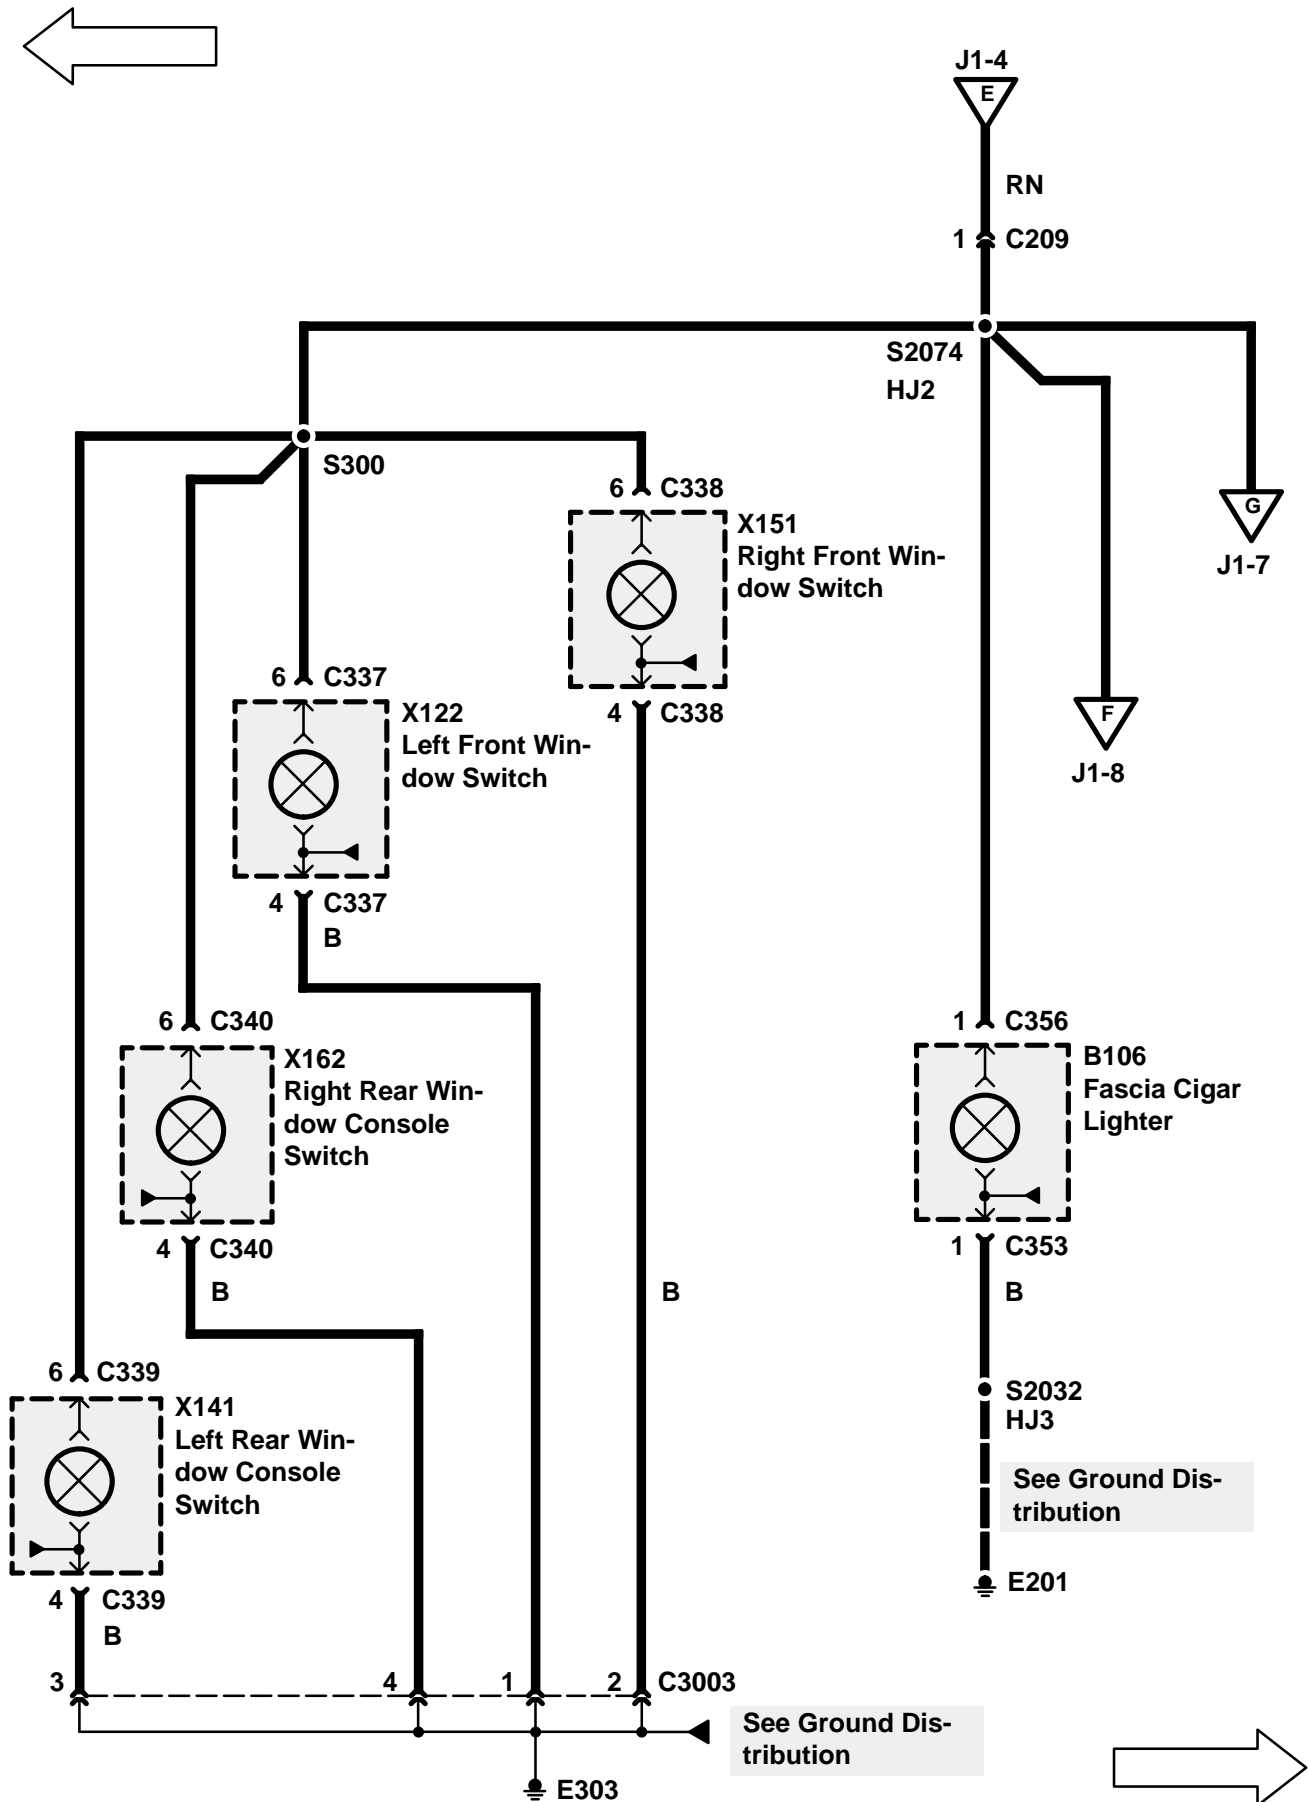 J1-4
E
RN
1 C209
S2074
HJ2
S300
6 C338
X151
Right Front Win-
dow Switch
G
J1-7
6 C337
X122
Left Front Win-
dow Switch
4 C338
F
J1-8
4 C337
B
6 C340
X162
Right Rear Win-
dow Console
Switch
1 C356
B106
Fascia Cigar
Lighter
4 C340
B
B
1 C353
B
6 C339
X141
Left Rear Win-
dow Console
Switch
S2032
HJ3
See Ground Dis-
tribution
E201
4 C339
B
3 4 1 2 C3003
See Ground Dis-
tribution
E303